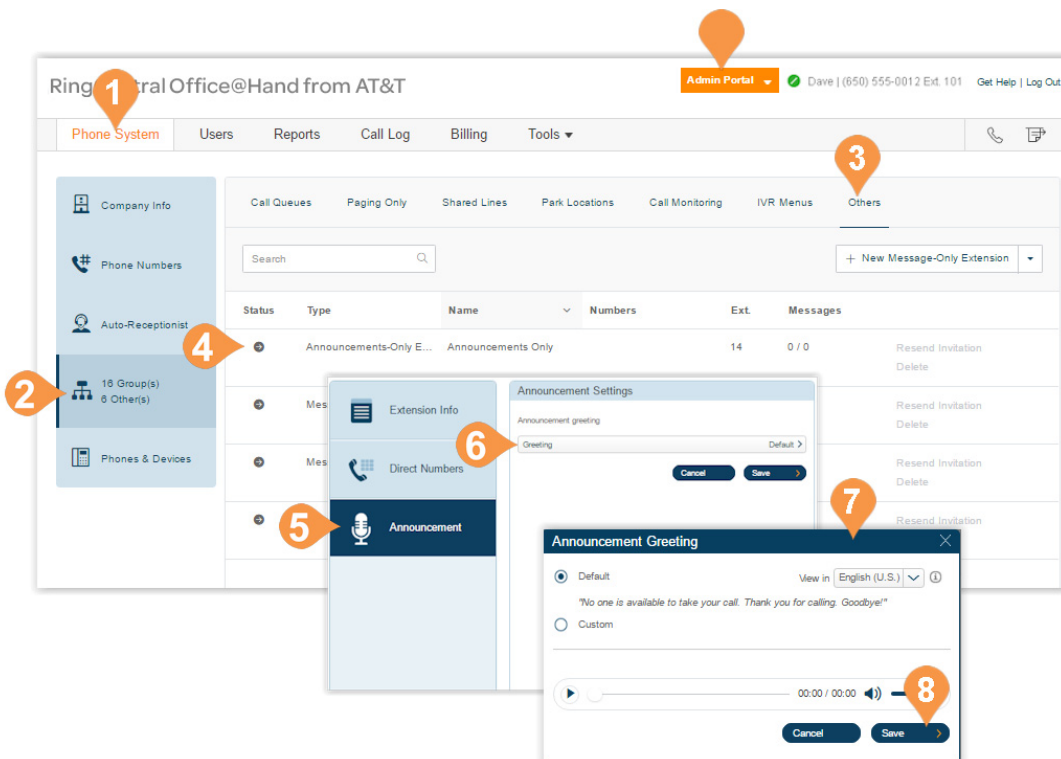 Ring tral Office@Hand from AT&T
1
Admin Portal
Dave | (650) 555-0012 Ext. 101
Get Help | Log Out
Phone System Users Reports Call Log Billing Tools
3
Company Info
Phone Numbers
Auto-Receptionist
2
16 Group(s)
6 Other(s)
Phones & Devices
Call Queues Paging Only Shared Lines Park Locations Call Monitoring IVR Menus Others
Search
+ New Message-Only Extension
Status Type Name Numbers Ext. Messages
4
Announcements-Only E... Announcements Only 14 0 / 0 Resend Invitation
Delete
Mes Resend Invitation
Delete
Mes Resend Invitation
Delete
Resend Invitation
Extension Info
Direct Numbers
5
Announcement
Announcement Settings
Announcement greeting
6
Greeting Default >
Cancel Save >
7
Announcement Greeting
Default View in English (U.S.)
"No one is available to take your call. Thank you for calling. Goodbye!"
Custom
00:00 / 00:00
8
Cancel Save >